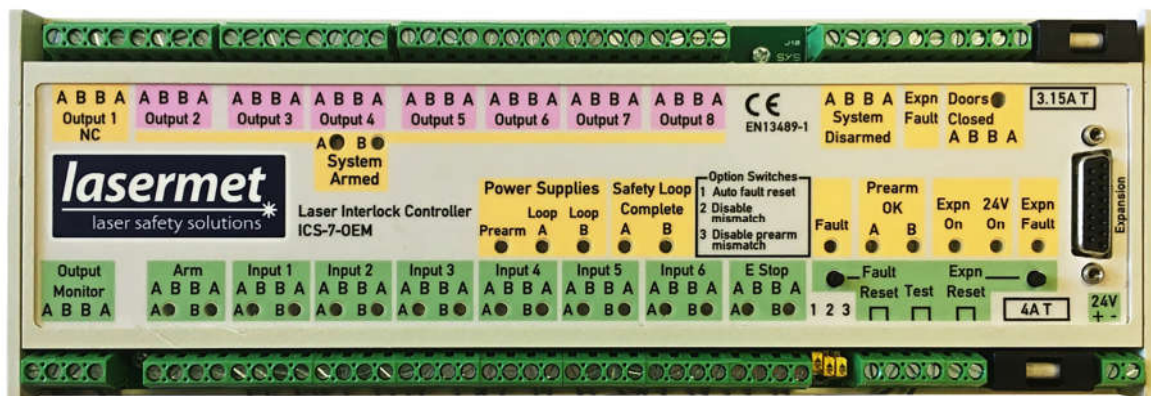 J10
SYS
A B B A
Output 1
NC
A B B A
Output 2
A B B A
Output 3
A B B A
Output 4
A B B A
Output 5
A B B A
Output 6
A B B A
Output 7
A B B A
Output 8
A B
System
Armed
CE
EN13489-1
A B B A
System
Disarmed
Expn
Fault
Doors
Closed
A B B A
3.15A T
lasermet
laser safety solutions
Laser Interlock Controller
ICS-7-OEM
Power Supplies
Prearm
Loop
A
Loop
B
Safety Loop
Complete
A B
Option Switches
1 Auto fault reset
2 Disable
mismatch
3 Disable prearm
mismatch
Fault
Prearm
OK
A B
Expn
On
24V
On
Expn
Fault
Expansion
Output
Monitor
A B B A
Arm
A B B A
A B
Input 1
A B B A
A B
Input 2
A B B A
A B
Input 3
A B B A
A B
Input 4
A B B A
A B
Input 5
A B B A
A B
Input 6
A B B A
A B
E Stop
A B B A
A B
1 2 3
Fault
Reset
Test
Expn
Reset
4A T
24V
+ -